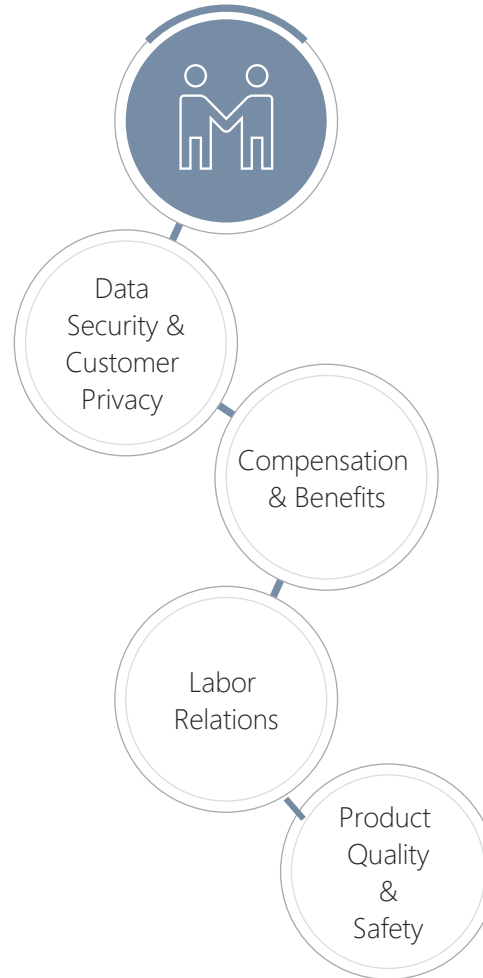 Data
Security &
Customer
Privacy
Compensation
& Benefits
Labor
Relations
Product
Quality
&
Safety